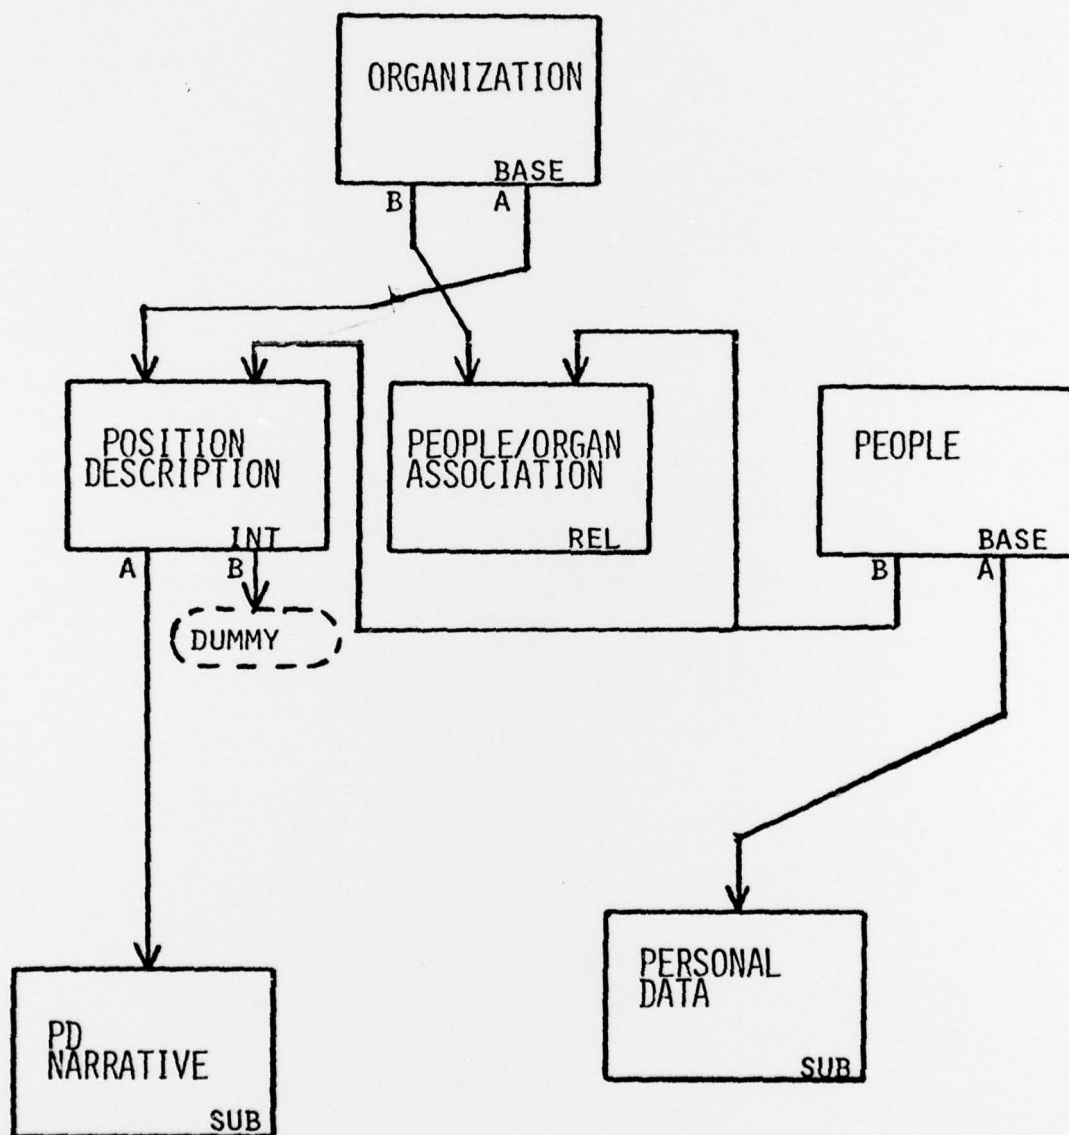 ORGANIZATION
BASE
B A
POSITION
DESCRIPTION
INT
A B
DUMMY
PEOPLE/ORGAN
ASSOCIATION
REL
PEOPLE
BASE
B A
PD
NARRATIVE
SUB
PERSONAL
DATA
SUB